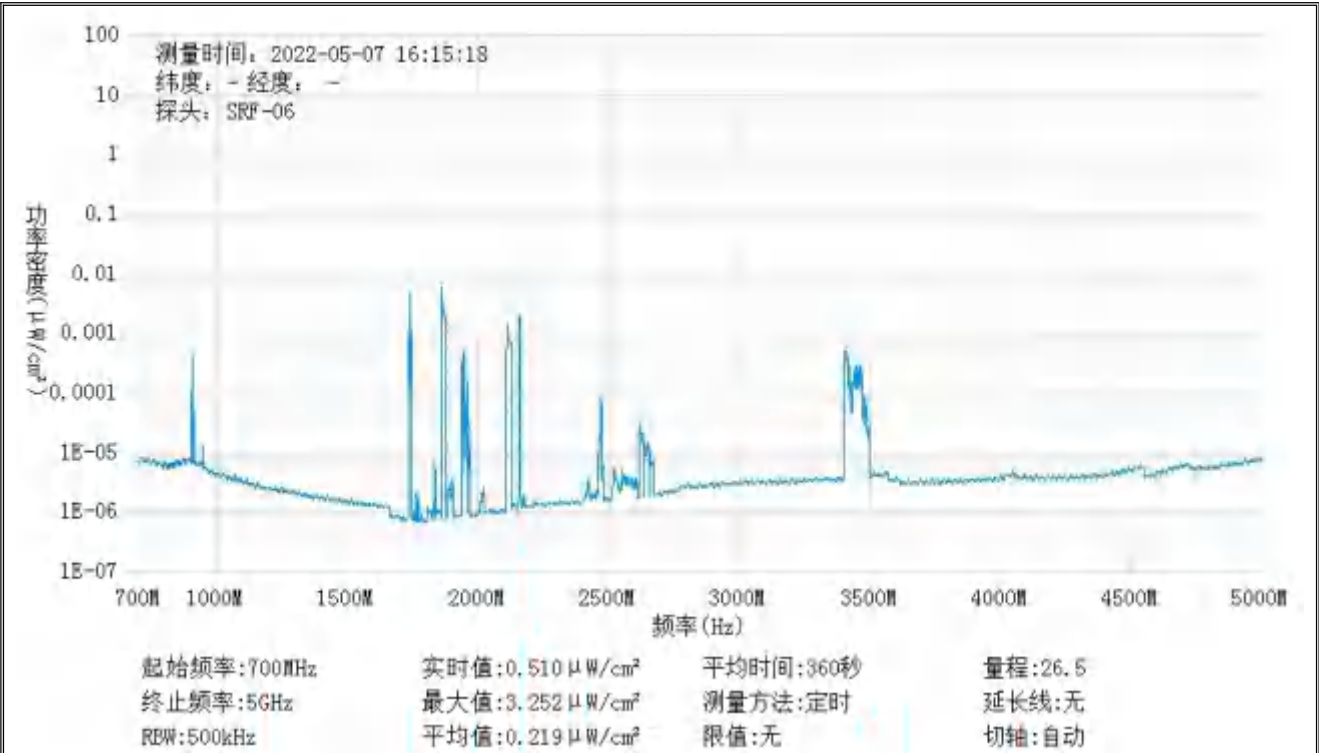 100
测量时间：2022-05-07 16:15:18
纬度：- 经度： -
10
探头：SRF-06
1
功率密度(μW/cm²)
0.1
0.01
0.001
0.0001
1E-05
1E-06
1E-07
700M 1000M 1500M 2000M 2500M 3000M 3500M 4000M 4500M 5000M
频率(Hz)
起始频率:700MHz 实时值:0.510μW/cm² 平均时间:360秒 量程:26.5
终止频率:5GHz 最大值:3.252μW/cm² 测量方法:定时 延长线:无
RBW:500kHz 平均值:0.219μW/cm² 限值:无 切轴:自动